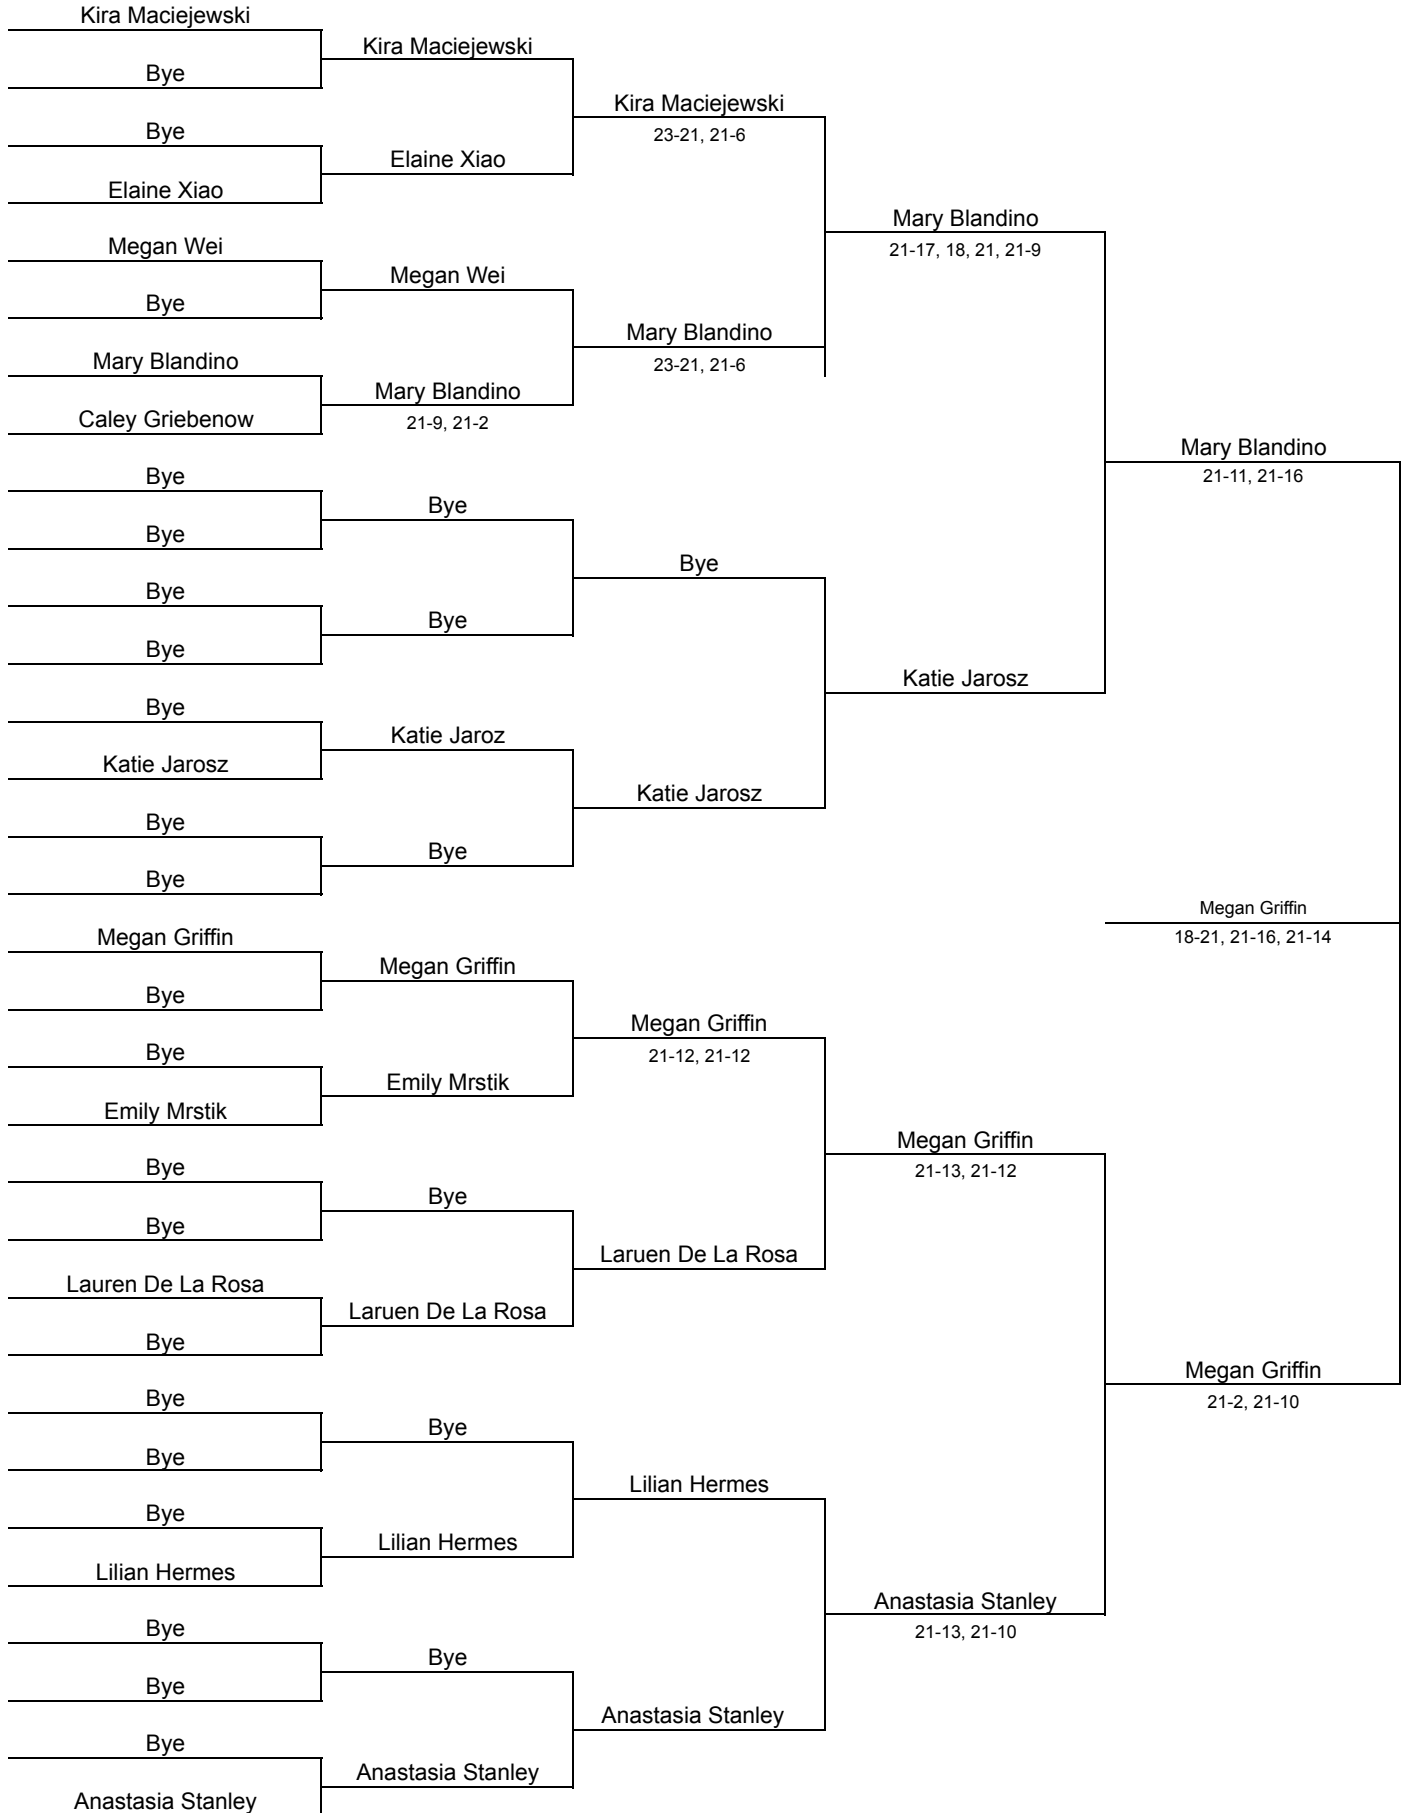 Kira Maciejewski
Bye
Bye
Elaine Xiao
Megan Wei
Bye
Mary Blandino
Caley Griebenow
Bye
Bye
Bye
Bye
Bye
Katie Jarosz
Bye
Bye
Megan Griffin
Bye
Bye
Emily Mrstik
Bye
Bye
Lauren De La Rosa
Bye
Bye
Bye
Bye
Lilian Hermes
Bye
Bye
Bye
Anastasia Stanley
Kira Maciejewski
Elaine Xiao
Megan Wei
Mary Blandino
21-9, 21-2
Bye
Bye
Katie Jaroz
Bye
Megan Griffin
Emily Mrstik
Bye
Laruen De La Rosa
Bye
Lilian Hermes
Bye
Anastasia Stanley
Kira Maciejewski
23-21, 21-6
Mary Blandino
23-21, 21-6
Bye
Katie Jarosz
Megan Griffin
21-12, 21-12
Laruen De La Rosa
Lilian Hermes
Anastasia Stanley
Mary Blandino
21-17, 18, 21, 21-9
Katie Jarosz
Megan Griffin
21-13, 21-12
Anastasia Stanley
21-13, 21-10
Mary Blandino
21-11, 21-16
Megan Griffin
18-21, 21-16, 21-14
Megan Griffin
21-2, 21-10